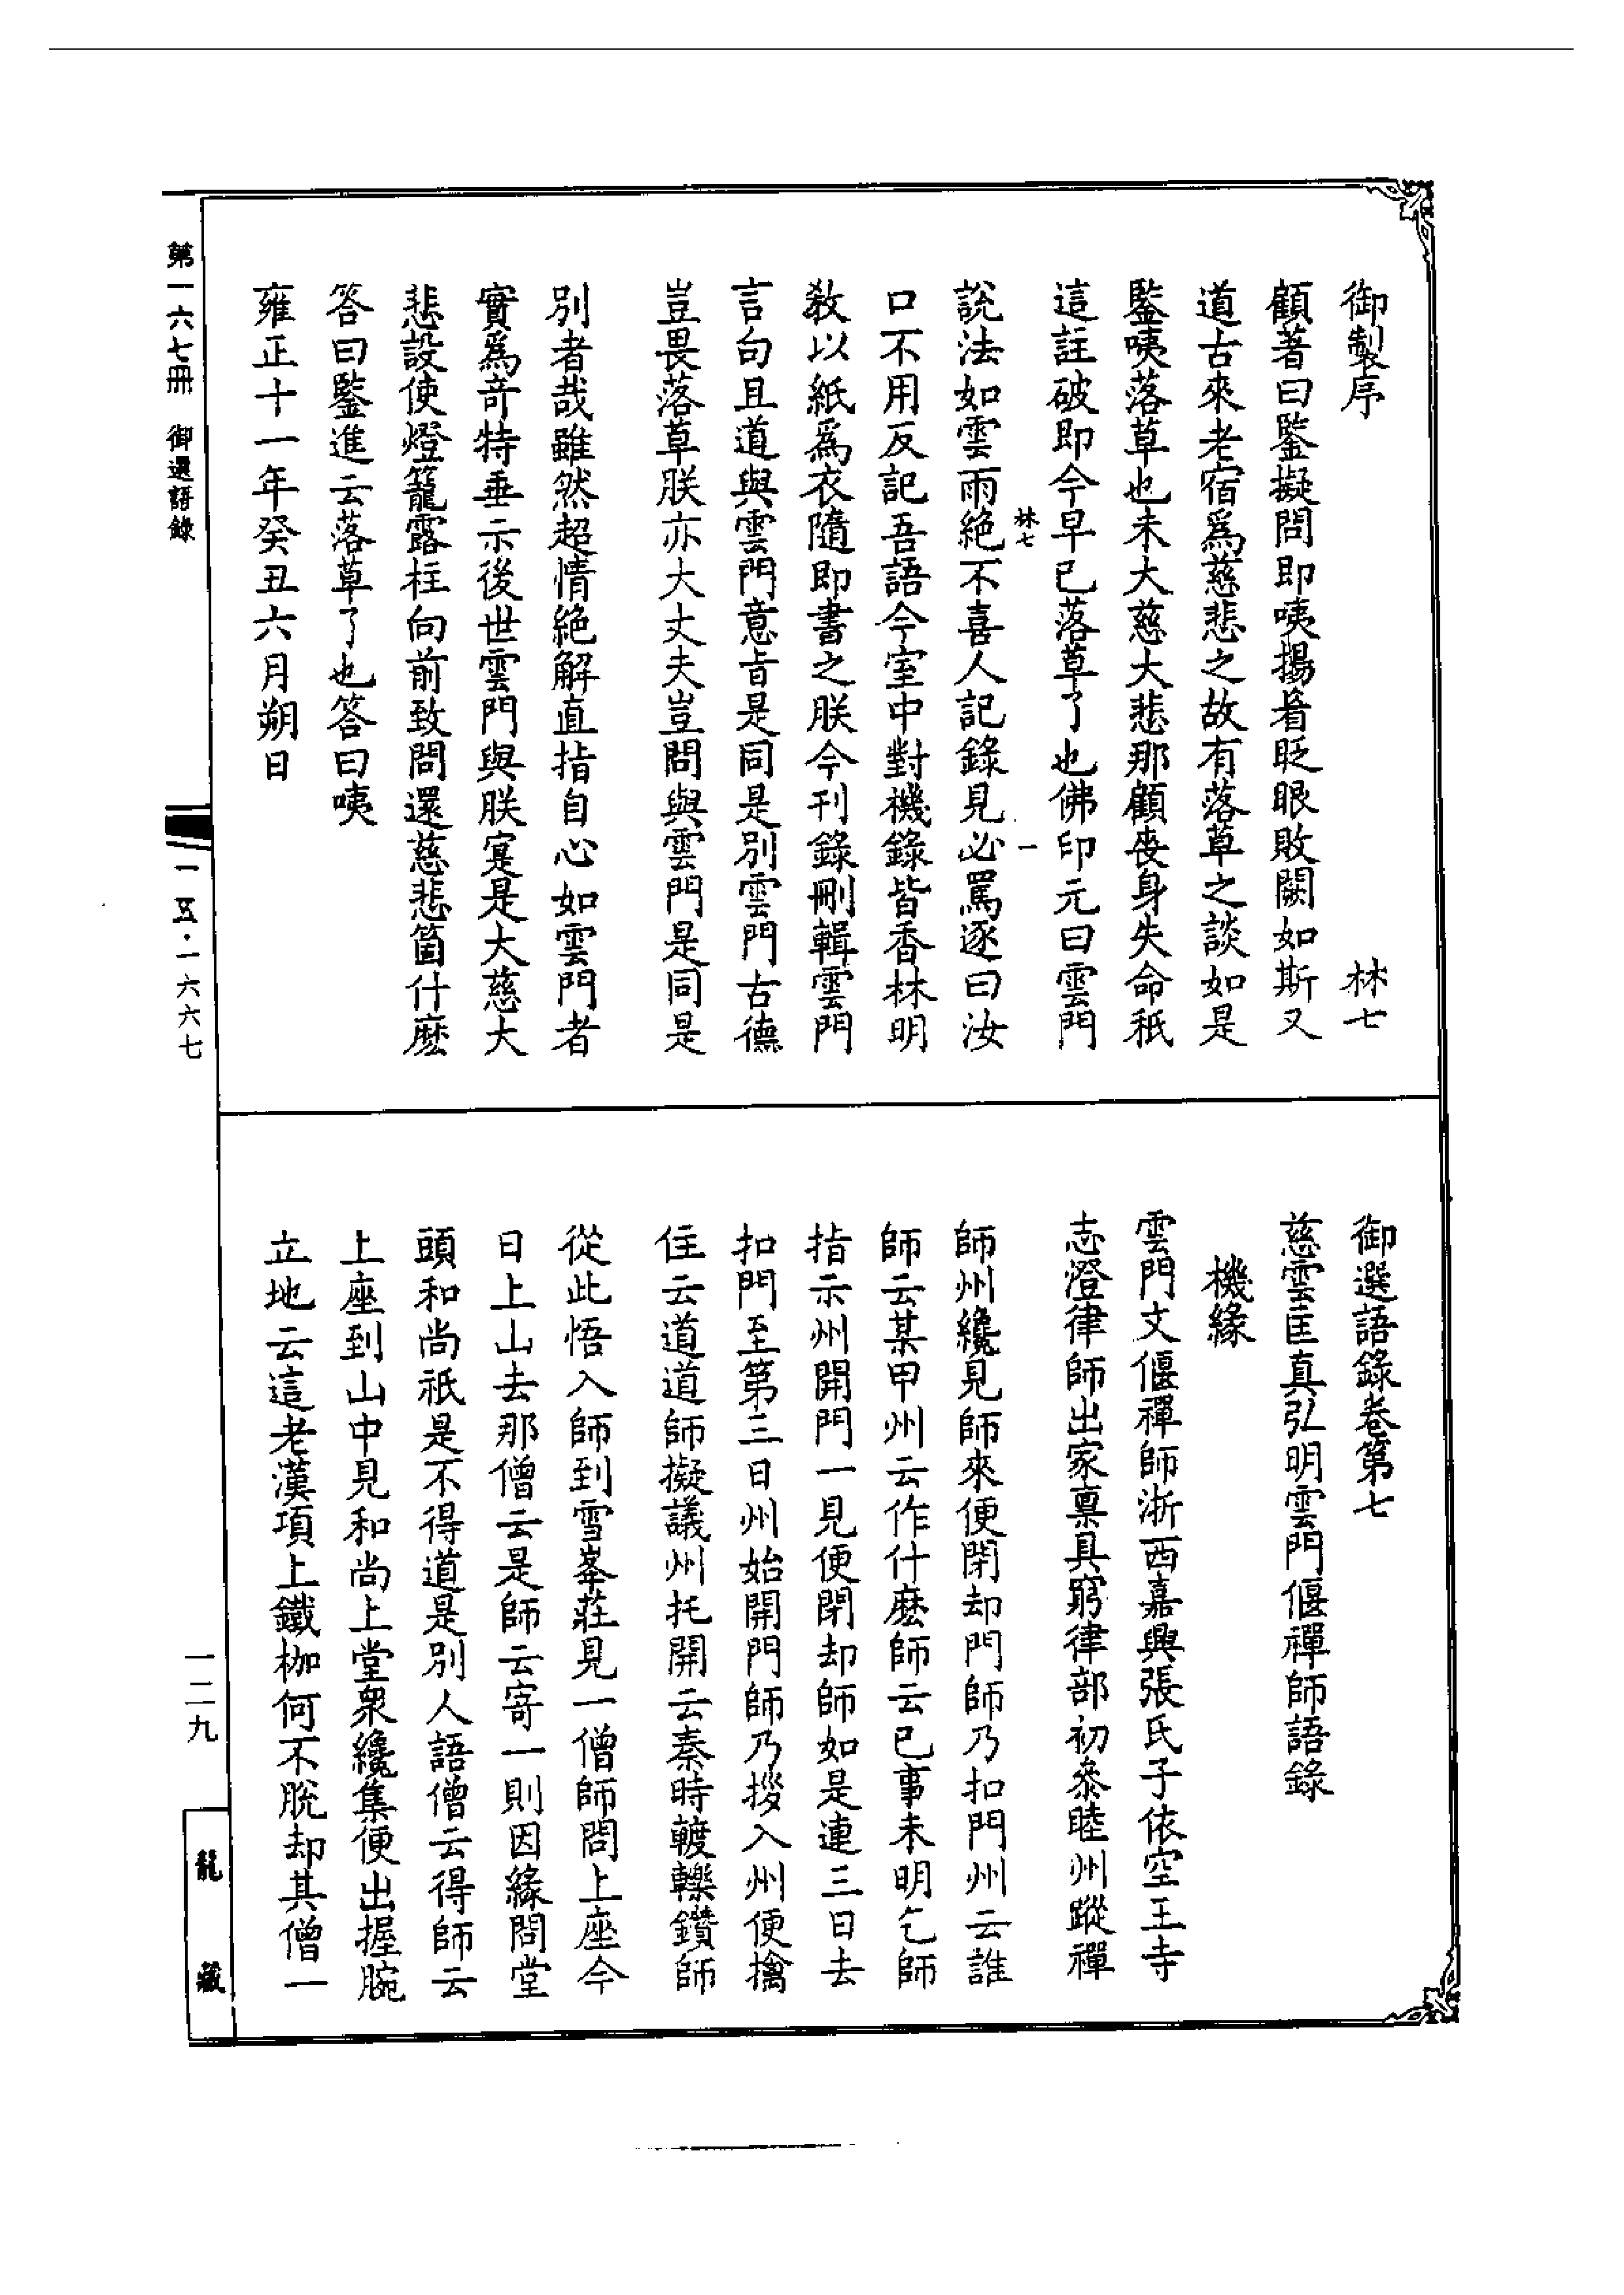 御製序　林七
顧著曰鑒擬問即咦揚眉眨眼敗闕如斯又
道古來老宿爲慈悲之故有落草之談如是
鑒咦落草也未大慈大悲那顧喪身失命秖
這註破即今早已落草了也佛印元曰雲門
林七　一
說法如雲雨絶不喜人記錄見必罵逐曰汝
口不用反記吾語今室中對機錄皆香林明
教以紙爲衣隨即書之朕今刊錄刪輯雲門
言句且道與雲門意旨是同是別雲門古德
豈畏落草朕亦大丈夫豈問與雲門是同是
別者哉雖然超情絶解直指自心如雲門者
實爲奇特垂示後世雲門與朕寔是大慈大
悲設使燈籠露柱向前致問還慈悲箇什麽
答曰鑒進云落草了也答曰咦
雍正十一年癸丑六月朔日
御選語錄卷第七
慈雲匡真弘明雲門偃禪師語錄
機緣
雲門文偃禪師浙西嘉興張氏子依空王寺
志澄律師出家稟具窮律部初叅睦州蹤禪
師州纔見師來便閉却門師乃扣門州云誰
師云某甲州云作什麽師云已事未明乞師
指示州開門一見便閉却師如是連三日去
扣門至第三日州始開門師乃拶入州便擒
住云道道師擬議州托開云秦時𨍏轢鑽師
從此悟入師到雪峯莊見一僧師問上座今
日上山去那僧云是師云寄一則因緣問堂
頭和尚祇是不得道是別人語僧云得師云
上座到山中見和尚上堂衆纔集便出握腕
立地云這老漢項上鐵枷何不脫却其僧一
第一六七冊　御選語錄
一五·一六六七
一二九
龍藏